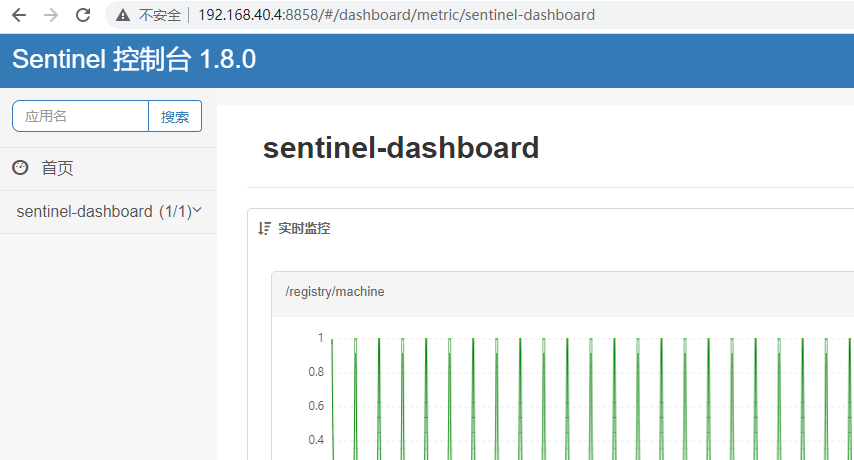 不安全 192.168.40.4:8858/#/dashboard/metric/sentinel-dashboard
Sentinel 控制台 1.8.0
应用名 搜索
首页
sentinel-dashboard (1/1)
sentinel-dashboard
实时监控
/registry/machine
1
0.8
0.6
0.4